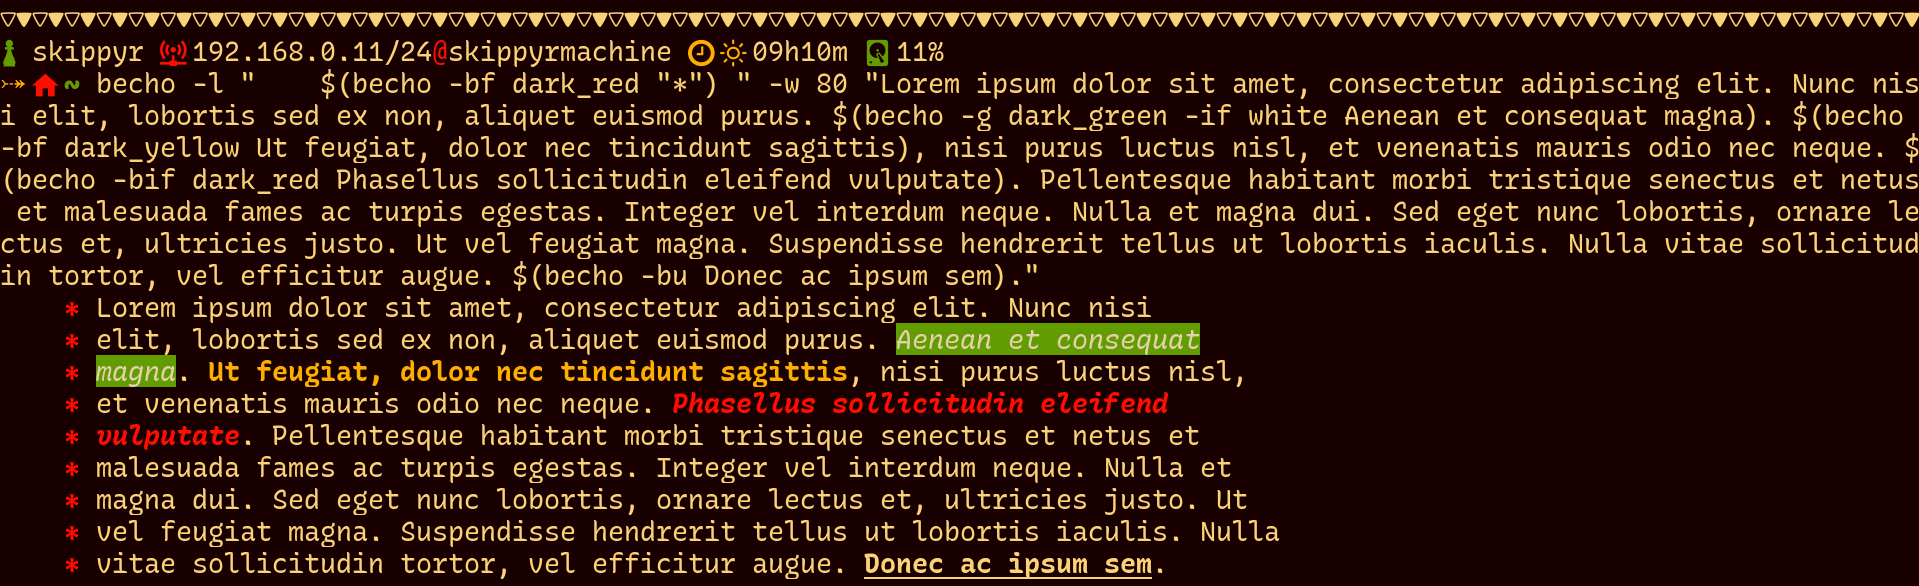 skippyr 192.168.0.11/24@skippyrmachine 09h10m 11%
~ becho -l "    $(becho -bf dark_red "*") " -w 80 "Lorem ipsum dolor sit amet, consectetur adipiscing elit. Nunc nis
i elit, lobortis sed ex non, aliquet euismod purus. $(becho -g dark_green -if white Aenean et consequat magna). $(becho
-bf dark_yellow Ut feugiat, dolor nec tincidunt sagittis), nisi purus luctus nisl, et venenatis mauris odio nec neque. $
(becho -bif dark_red Phasellus sollicitudin eleifend vulputate). Pellentesque habitant morbi tristique senectus et netus
 et malesuada fames ac turpis egestas. Integer vel interdum neque. Nulla et magna dui. Sed eget nunc lobortis, ornare le
ctus et, ultricies justo. Ut vel feugiat magna. Suspendisse hendrerit tellus ut lobortis iaculis. Nulla vitae sollicitud
in tortor, vel efficitur augue. $(becho -bu Donec ac ipsum sem)."
    * Lorem ipsum dolor sit amet, consectetur adipiscing elit. Nunc nisi
    * elit, lobortis sed ex non, aliquet euismod purus. Aenean et consequat
    * magna. Ut feugiat, dolor nec tincidunt sagittis, nisi purus luctus nisl,
    * et venenatis mauris odio nec neque. Phasellus sollicitudin eleifend
    * vulputate. Pellentesque habitant morbi tristique senectus et netus et
    * malesuada fames ac turpis egestas. Integer vel interdum neque. Nulla et
    * magna dui. Sed eget nunc lobortis, ornare lectus et, ultricies justo. Ut
    * vel feugiat magna. Suspendisse hendrerit tellus ut lobortis iaculis. Nulla
    * vitae sollicitudin tortor, vel efficitur augue. Donec ac ipsum sem.